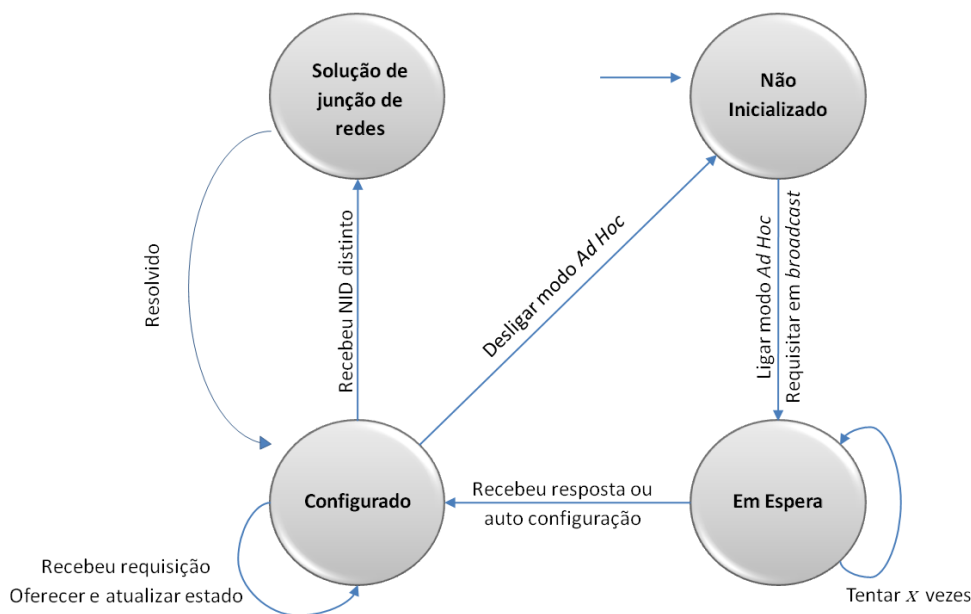 Solução de
junção de
redes
Não
Inicializado
Resolvido
Recebeu NID distinto
Desligar modo Ad Hoc
Ligar modo Ad Hoc
Requisitar em broadcast
Configurado
Recebeu resposta ou
auto configuração
Em Espera
Recebeu requisição
Oferecer e atualizar estado
Tentar x vezes